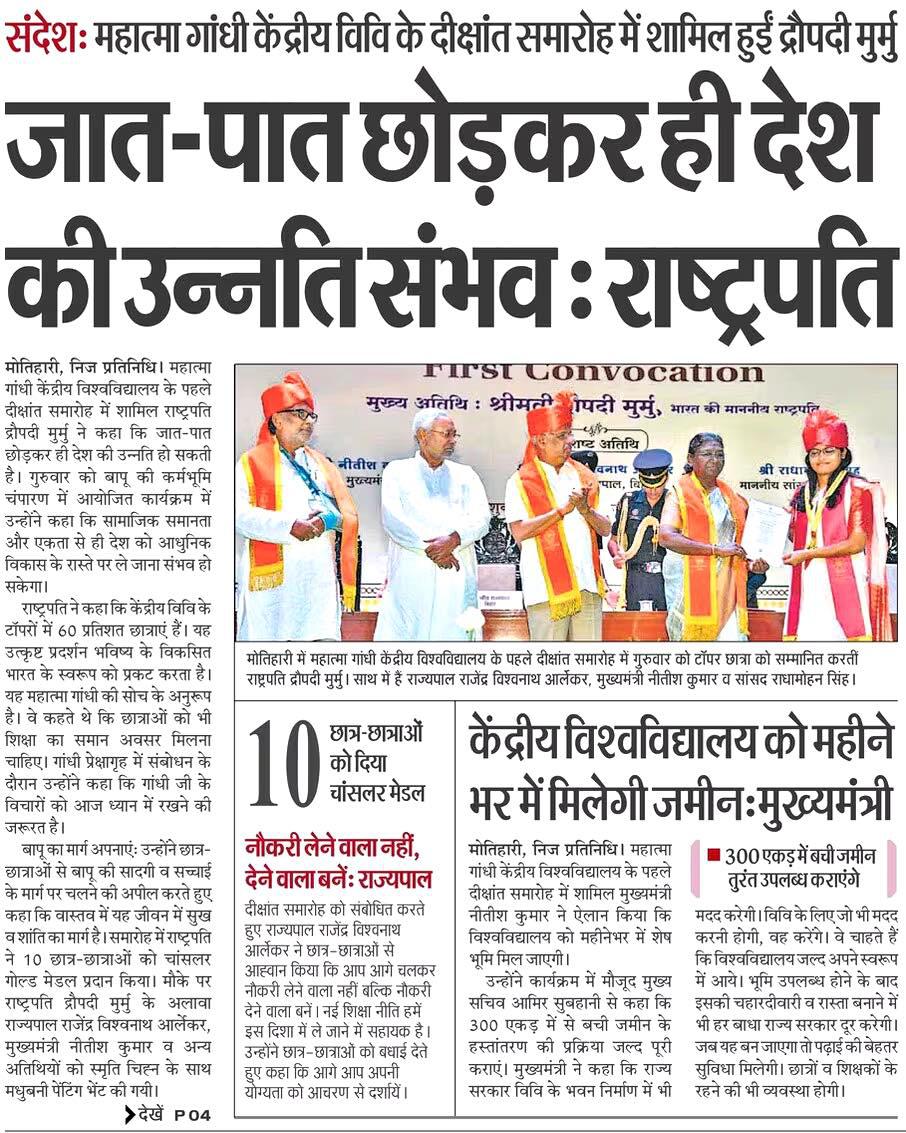 संदेश: महात्मा गांधी केंद्रीय विवि के दीक्षांत समारोह में शामिल हुईं द्रौपदी मुर्मु
जात-पात छोड़कर ही देश
की उन्नति संभव : राष्ट्रपति
मोतिहारी, निज प्रतिनिधि। महात्मा
गांधी केंद्रीय विश्वविद्यालय के पहले
दीक्षांत समारोह में शामिल राष्ट्रपति
द्रौपदी मुर्मु ने कहा कि जात-पात
छोड़कर ही देश की उन्नति हो सकती
है। गुरुवार को बापू की कर्मभूमि
चंपारण में आयोजित कार्यक्रम में
उन्होंने कहा कि सामाजिक समानता
और एकता से ही देश को आधुनिक
विकास के रास्ते पर ले जाना संभव हो
सकेगा।
राष्ट्रपति ने कहा कि केंद्रीय विवि के
टॉपरों में 60 प्रतिशत छात्राएं हैं। यह
उत्कृष्ट प्रदर्शन भविष्य के विकसित
भारत के स्वरूप को प्रकट करता है।
यह महात्मा गांधी की सोच के अनुरूप
है। वे कहते थे कि छात्राओं को भी
शिक्षा का समान अवसर मिलना
चाहिए। गांधी प्रेक्षागृह में संबोधन के
दौरान उन्होंने कहा कि गांधी जी के
विचारों को आज ध्यान में रखने की
जरूरत है।
बापू का मार्ग अपनाएं: उन्होंने छात्र-
छात्राओं से बापू की सादगी व सच्चाई
के मार्ग पर चलने की अपील करते हुए
कहा कि वास्तव में यह जीवन में सुख
व शांति का मार्ग है। समारोह में राष्ट्रपति
ने 10 छात्र-छात्राओं को चांसलर
गोल्ड मेडल प्रदान किया। मौके पर
राष्ट्रपति द्रौपदी मुर्मु के अलावा
राज्यपाल राजेंद्र विश्वनाथ आर्लेकर,
मुख्यमंत्री नीतीश कुमार व अन्य
अतिथियों को स्मृति चिह्न के साथ
मधुबनी पेंटिंग भेंट की गयी।
देखें P 04
First Convocation
मुख्य अतिथि : श्रीमती द्रौपदी मुर्मु, भारत की माननीय राष्ट्रपति
अतिथि
नीतीश
श्री राधा
मोतिहारी में महात्मा गांधी केंद्रीय विश्वविद्यालय के पहले दीक्षांत समारोह में गुरुवार को टॉपर छात्रा को सम्मानित करतीं
राष्ट्रपति द्रौपदी मुर्मु। साथ में हैं राज्यपाल राजेंद्र विश्वनाथ आर्लेकर, मुख्यमंत्री नीतीश कुमार व सांसद राधामोहन सिंह।
10 छात्र-छात्राओं
को दिया
चांसलर मेडल
नौकरी लेने वाला नहीं,
देने वाला बनें: राज्यपाल
दीक्षांत समारोह को संबोधित करते
हुए राज्यपाल राजेंद्र विश्वनाथ
आर्लेकर ने छात्र-छात्राओं से
आह्वान किया कि आप आगे चलकर
नौकरी लेने वाला नहीं बल्कि नौकरी
देने वाला बनें। नई शिक्षा नीति हमें
इस दिशा में ले जाने में सहायक है।
उन्होंने छात्र-छात्राओं को बधाई देते
हुए कहा कि आगे आप अपनी
योग्यता को आचरण से दर्शायें।
केंद्रीय विश्वविद्यालय को महीने
भर में मिलेगी जमीन:मुख्यमंत्री
मोतिहारी, निज प्रतिनिधि। महात्मा
गांधी केंद्रीय विश्वविद्यालय के पहले
दीक्षांत समारोह में शामिल मुख्यमंत्री
नीतीश कुमार ने ऐलान किया कि
विश्वविद्यालय को महीनेभर में शेष
भूमि मिल जाएगी।
उन्होंने कार्यक्रम में मौजूद मुख्य
सचिव आमिर सुबहानी से कहा कि
300 एकड़ में से बची जमीन के
हस्तांतरण की प्रक्रिया जल्द पूरी
कराएं। मुख्यमंत्री ने कहा कि राज्य
सरकार विवि के भवन निर्माण में भी
300 एकड़ में बची जमीन
तुरंत उपलब्ध कराएंगे
मदद करेगी। विवि के लिए जो भी मदद
करनी होगी, वह करेंगे। वे चाहते हैं
कि विश्वविद्यालय जल्द अपने स्वरूप
में आये। भूमि उपलब्ध होने के बाद
इसकी चहारदीवारी व रास्ता बनाने में
भी हर बाधा राज्य सरकार दूर करेगी।
जब यह बन जाएगा तो पढ़ाई की बेहतर
सुविधा मिलेगी। छात्रों व शिक्षकों के
रहने की भी व्यवस्था होगी।